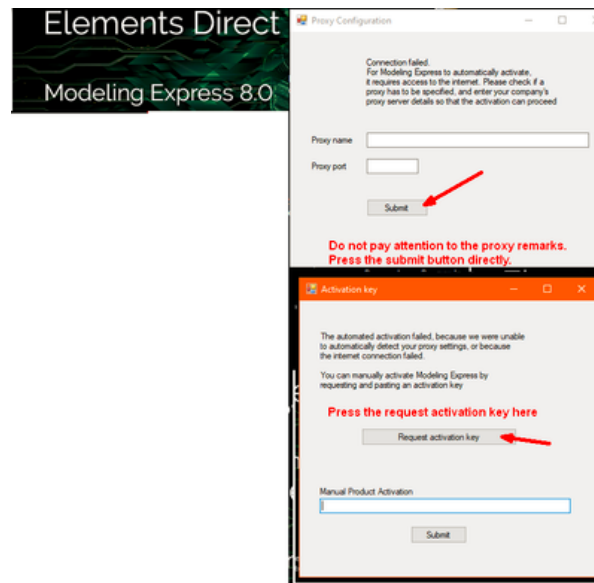 Elements Direct
Modeling Express 8.0
Proxy Configuration
Connection failed.
For Modeling Express to automatically activate,
it requires access to the internet. Please check if a
proxy has to be specified, and enter your company's
proxy server details so that the activation can proceed
Proxy name
Proxy port
Submit
Do not pay attention to the proxy remarks.
Press the submit button directly.
Activation key
The automated activation failed, because we were unable
to automatically detect your proxy settings, or because
the internet connection failed.
You can manually activate Modeling Express by
requesting and pasting an activation key
Press the request activation key here
Request activation key
Manual Product Activation
Submit